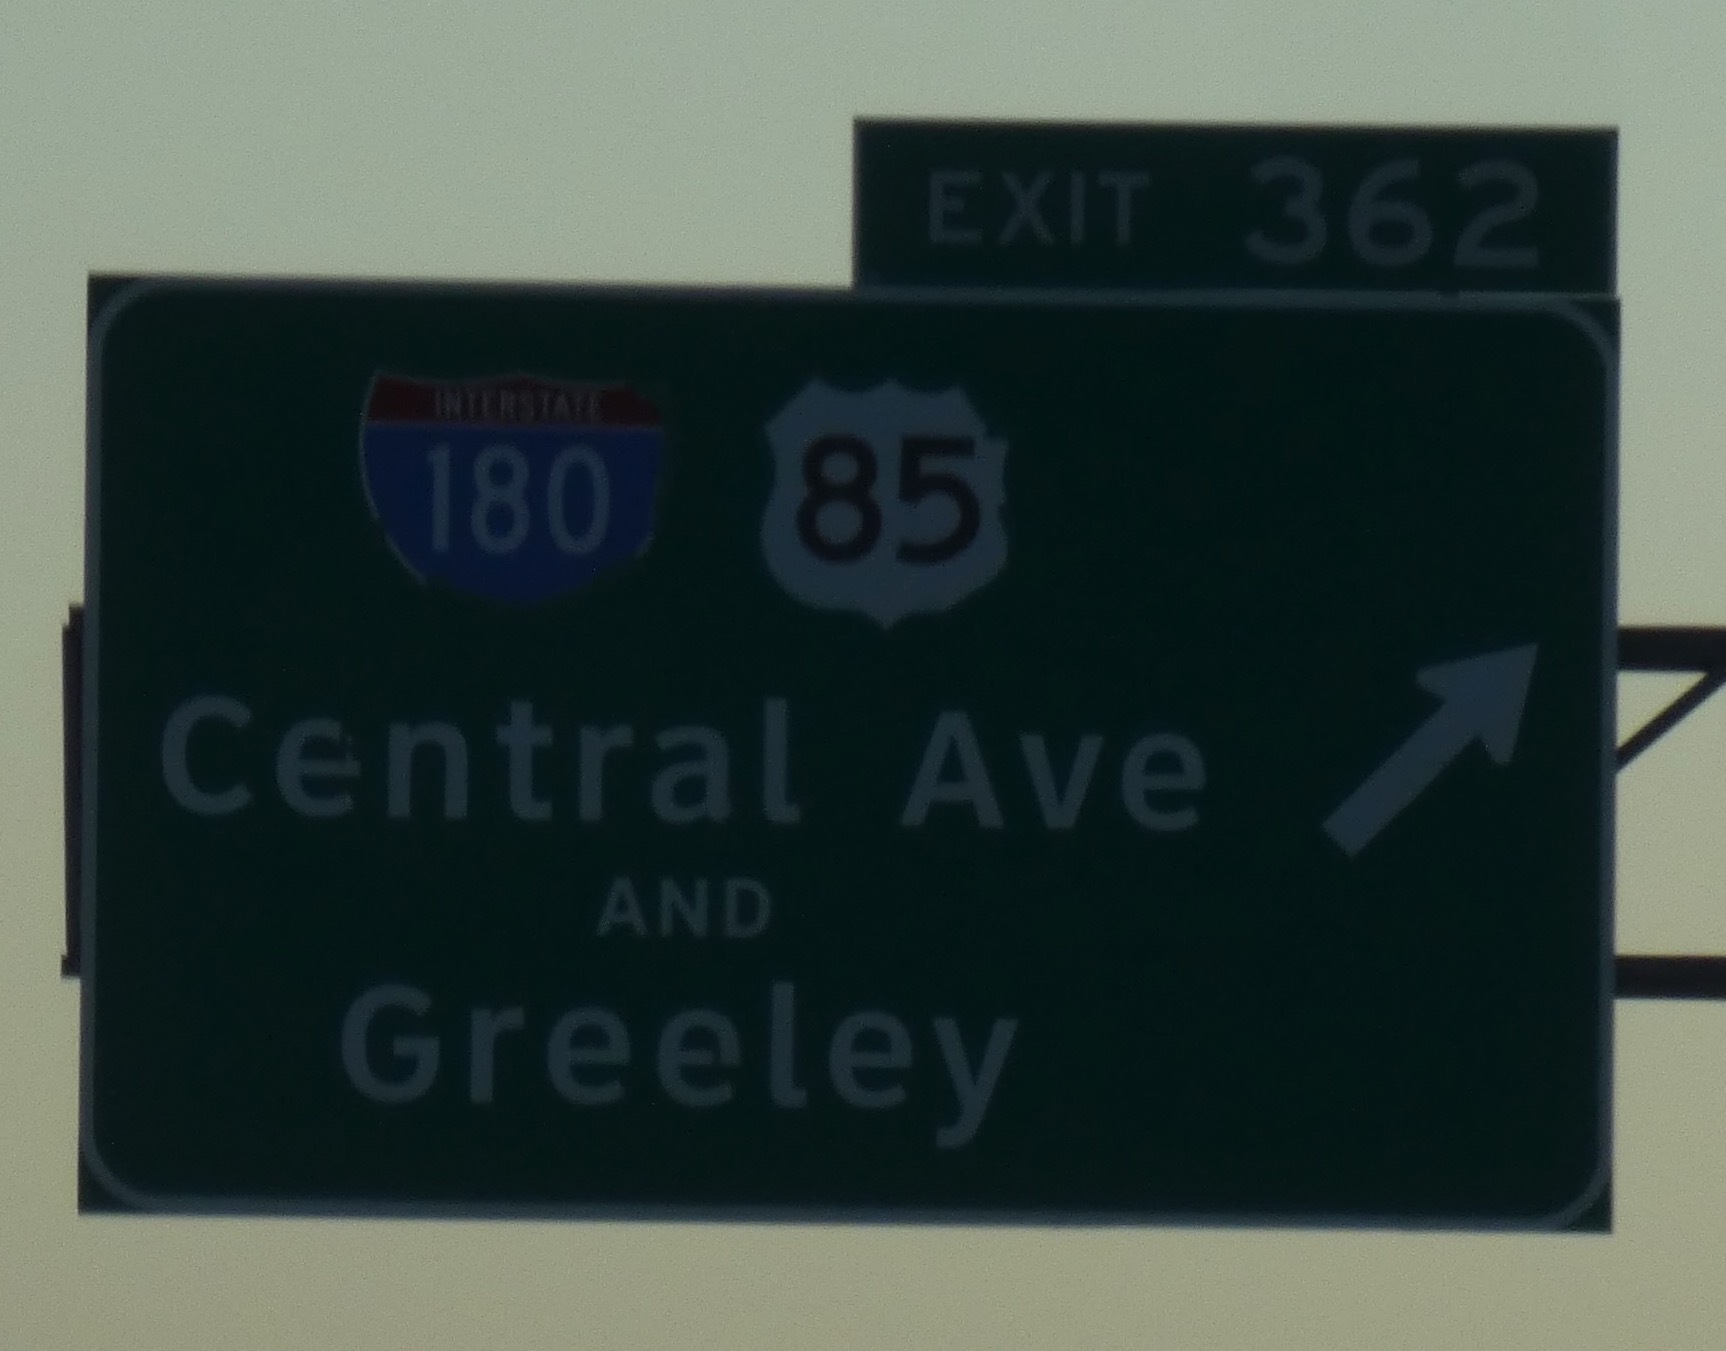 EXIT 362
INTERSTATE
180 85
Central Ave
AND
Greeley